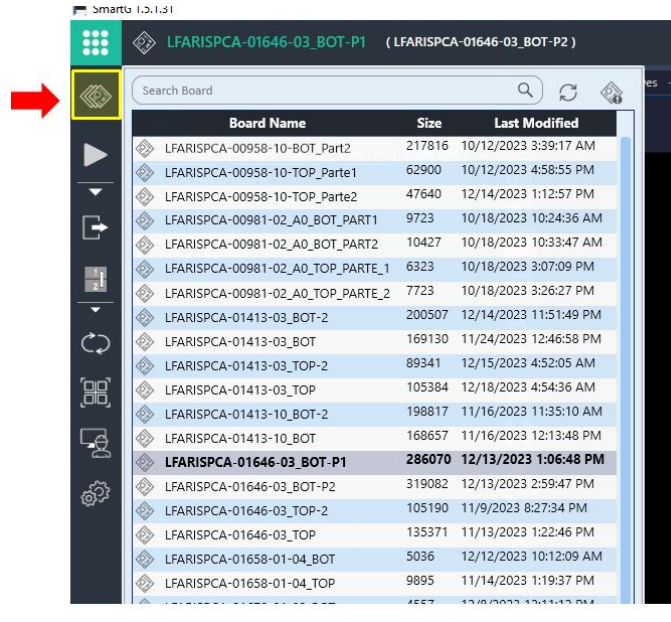 SmartG 1.5.1.31
LFARISPCA-01646-03_BOT-P1 ( LFARISPCA-01646-03_BOT-P2 )
Search Board
Board Name Size Last Modified
LFARISPCA-00958-10-BOT_Part2 217816 10/12/2023 3:39:17 AM
LFARISPCA-00958-10-TOP_Parte1 62900 10/12/2023 4:58:55 PM
LFARISPCA-00958-10-TOP_Parte2 47640 12/14/2023 1:12:57 PM
LFARISPCA-00981-02_A0_BOT_PART1 9723 10/18/2023 10:24:36 AM
LFARISPCA-00981-02_A0_BOT_PART2 10427 10/18/2023 10:33:47 AM
LFARISPCA-00981-02_A0_TOP_PARTE_1 6323 10/18/2023 3:07:09 PM
LFARISPCA-00981-02_A0_TOP_PARTE_2 7723 10/18/2023 3:26:27 PM
LFARISPCA-01413-03_BOT-2 200507 12/14/2023 11:51:49 PM
LFARISPCA-01413-03_BOT 169130 11/24/2023 12:46:58 PM
LFARISPCA-01413-03_TOP-2 89341 12/15/2023 4:52:05 AM
LFARISPCA-01413-03_TOP 105384 12/18/2023 4:54:36 AM
LFARISPCA-01413-10_BOT-2 198817 11/16/2023 11:35:10 AM
LFARISPCA-01413-10_BOT 168657 11/16/2023 12:13:48 PM
LFARISPCA-01646-03_BOT-P1 286070 12/13/2023 1:06:48 PM
LFARISPCA-01646-03_BOT-P2 319082 12/13/2023 2:59:47 PM
LFARISPCA-01646-03_TOP-2 105190 11/9/2023 8:27:34 PM
LFARISPCA-01646-03_TOP 135371 11/13/2023 1:22:46 PM
LFARISPCA-01658-01-04_BOT 5036 12/12/2023 10:12:09 AM
LFARISPCA-01658-01-04_TOP 9895 11/14/2023 1:19:37 PM